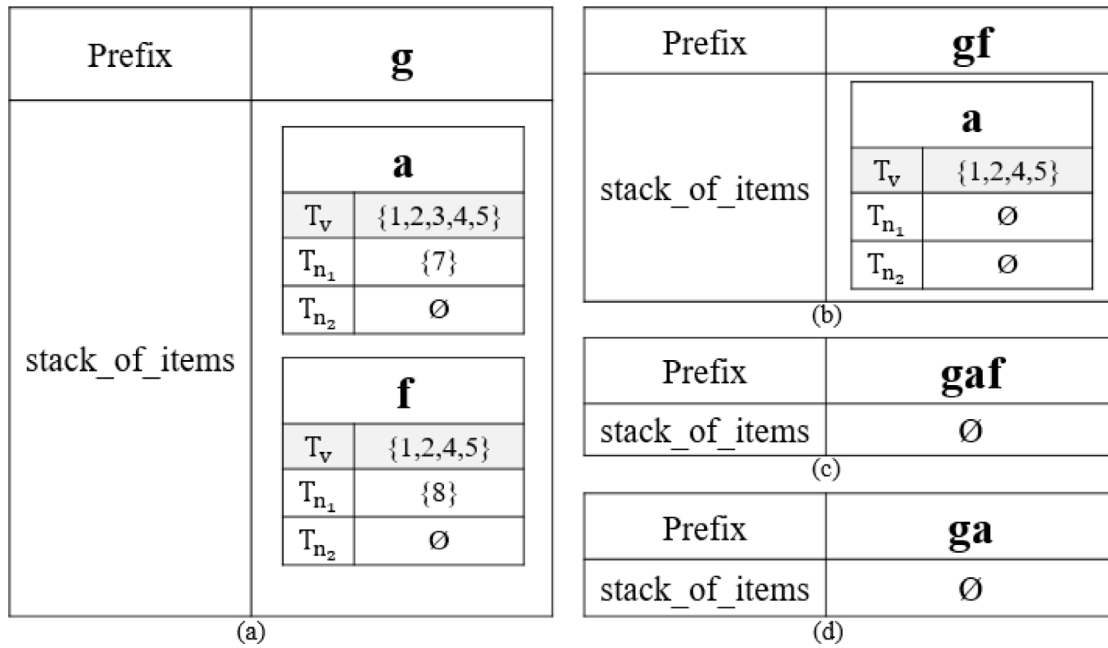 Prefix g
stack_of_items
a
Tᵥ {1,2,3,4,5}
Tₙ₁ {7}
Tₙ₂ Ø
f
Tᵥ {1,2,4,5}
Tₙ₁ {8}
Tₙ₂ Ø
(a)
Prefix gf
stack_of_items
a
Tᵥ {1,2,4,5}
Tₙ₁ Ø
Tₙ₂ Ø
(b)
Prefix gaf
stack_of_items Ø
(c)
Prefix ga
stack_of_items Ø
(d)